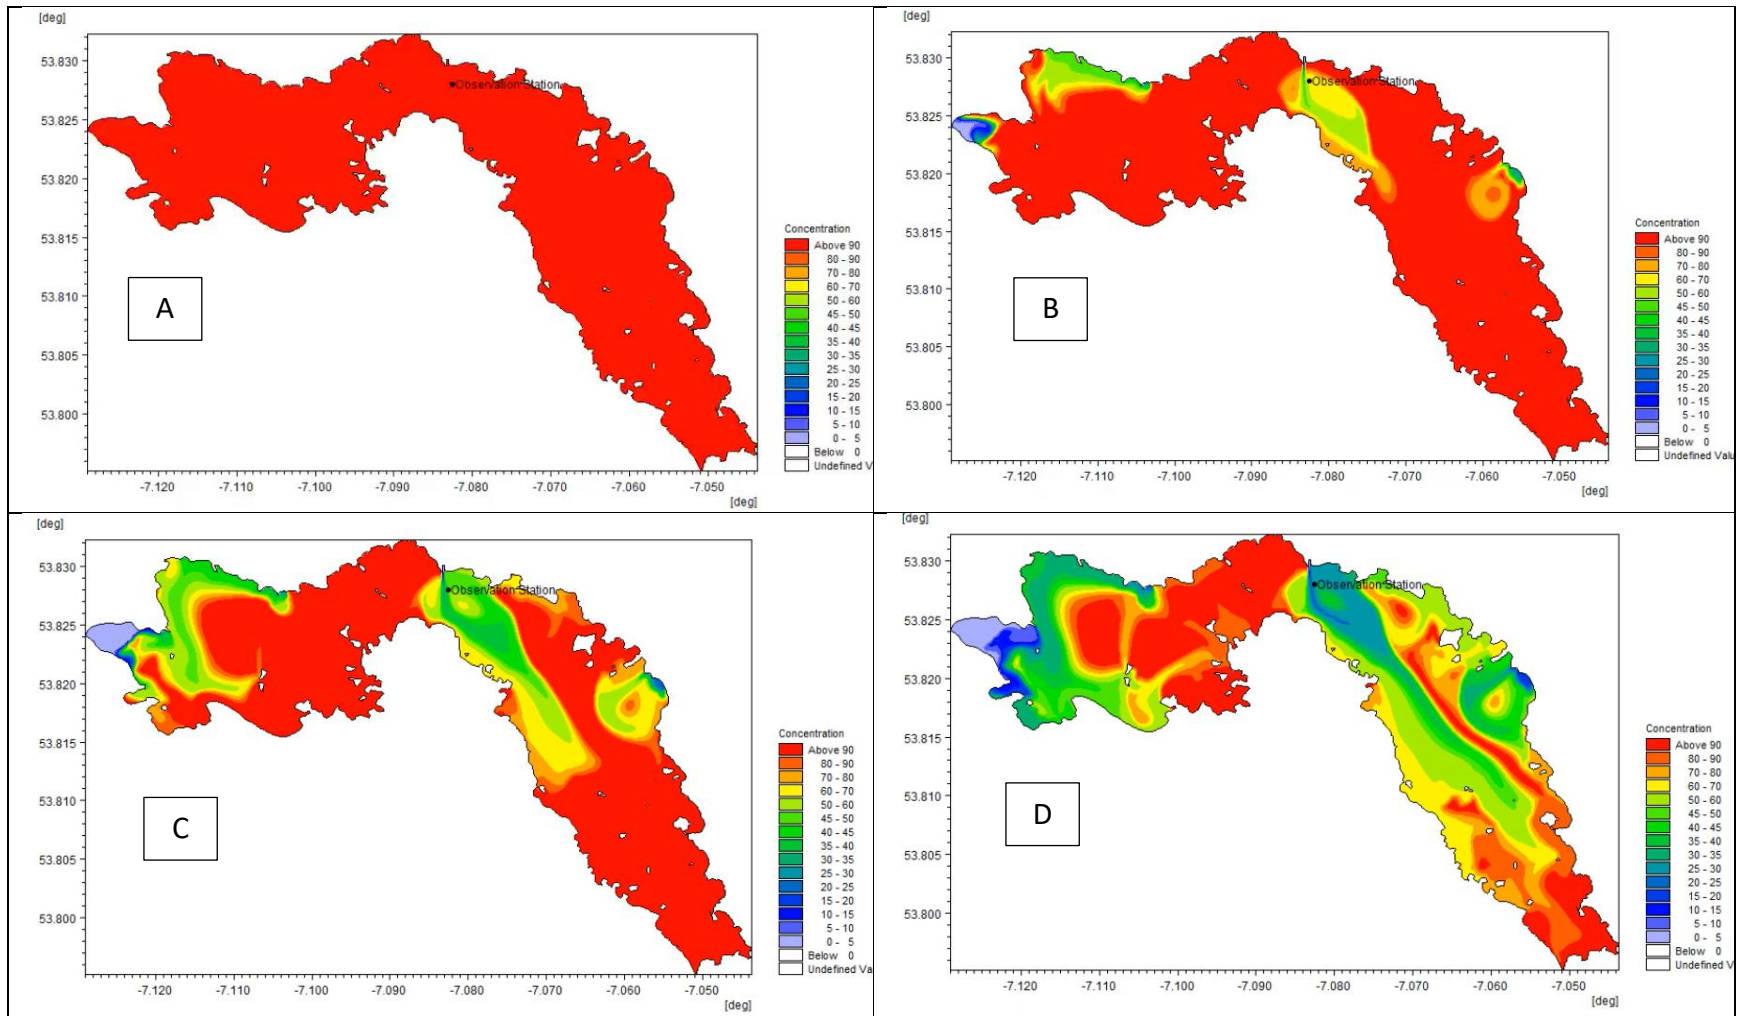 [deg]
53.830
53.825
53.820
53.815
53.810
53.805
53.800
Observation Station
A
Concentration
Above 90
80 - 90
70 - 80
60 - 70
50 - 60
45 - 50
40 - 45
35 - 40
30 - 35
25 - 30
20 - 25
15 - 20
10 - 15
5 - 10
0 - 5
Below 0
Undefined V
-7.120 -7.110 -7.100 -7.090 -7.080 -7.070 -7.060 -7.050
[deg]
[deg]
53.830
53.825
53.820
53.815
53.810
53.805
53.800
Observation Station
B
Concentration
Above 90
80 - 90
70 - 80
60 - 70
50 - 60
45 - 50
40 - 45
35 - 40
30 - 35
25 - 30
20 - 25
15 - 20
10 - 15
5 - 10
0 - 5
Below 0
Undefined Valu
-7.120 -7.110 -7.100 -7.090 -7.080 -7.070 -7.060 -7.050
[deg]
[deg]
53.830
53.825
53.820
53.815
53.810
53.805
53.800
Observation Station
C
Concentration
Above 90
80 - 90
70 - 80
60 - 70
50 - 60
45 - 50
40 - 45
35 - 40
30 - 35
25 - 30
20 - 25
15 - 20
10 - 15
5 - 10
0 - 5
Below 0
Undefined Va
-7.120 -7.110 -7.100 -7.090 -7.080 -7.070 -7.060 -7.050
[deg]
[deg]
53.830
53.825
53.820
53.815
53.810
53.805
53.800
Observation Station
D
Concentration
Above 90
80 - 90
70 - 80
60 - 70
50 - 60
45 - 50
40 - 45
35 - 40
30 - 35
25 - 30
20 - 25
15 - 20
10 - 15
5 - 10
0 - 5
Below 0
Undefined V
-7.120 -7.110 -7.100 -7.090 -7.080 -7.070 -7.060 -7.050
[deg]